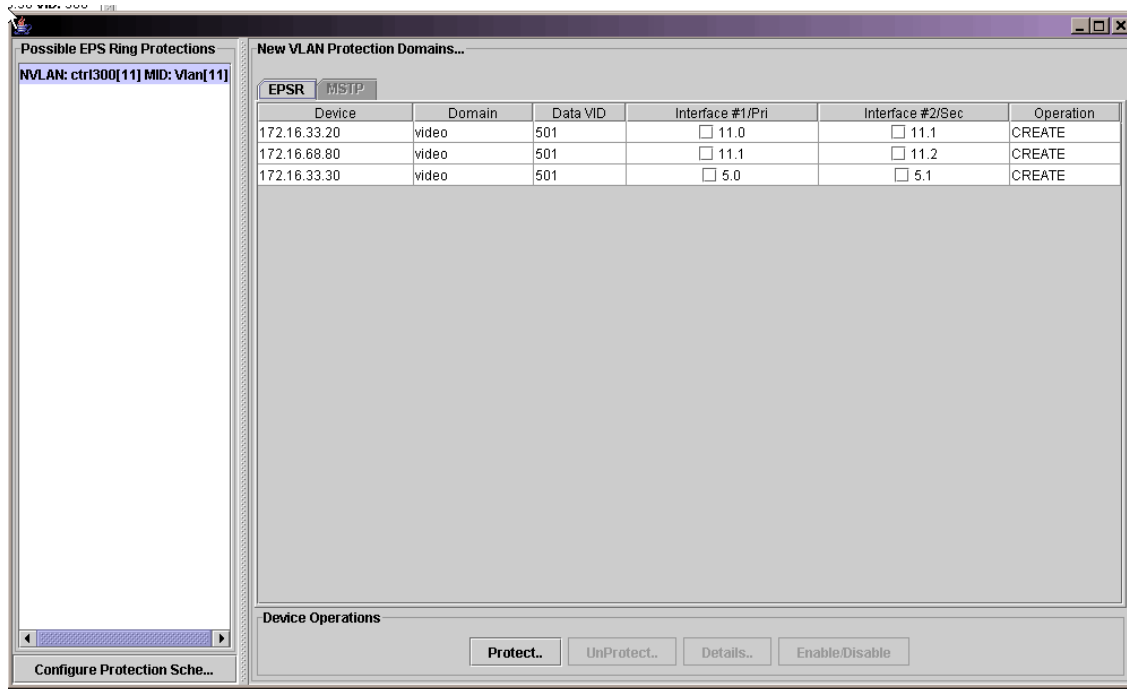 Possible EPS Ring Protections
NVLAN: ctrl300[11] MID: Vlan[11]
Configure Protection Sche...
New VLAN Protection Domains...
EPSR MSTP
Device Domain Data VID Interface #1/Pri Interface #2/Sec Operation
172.16.33.20 video 501 11.0 11.1 CREATE
172.16.68.80 video 501 11.1 11.2 CREATE
172.16.33.30 video 501 5.0 5.1 CREATE
Device Operations
Protect.. UnProtect.. Details.. Enable/Disable